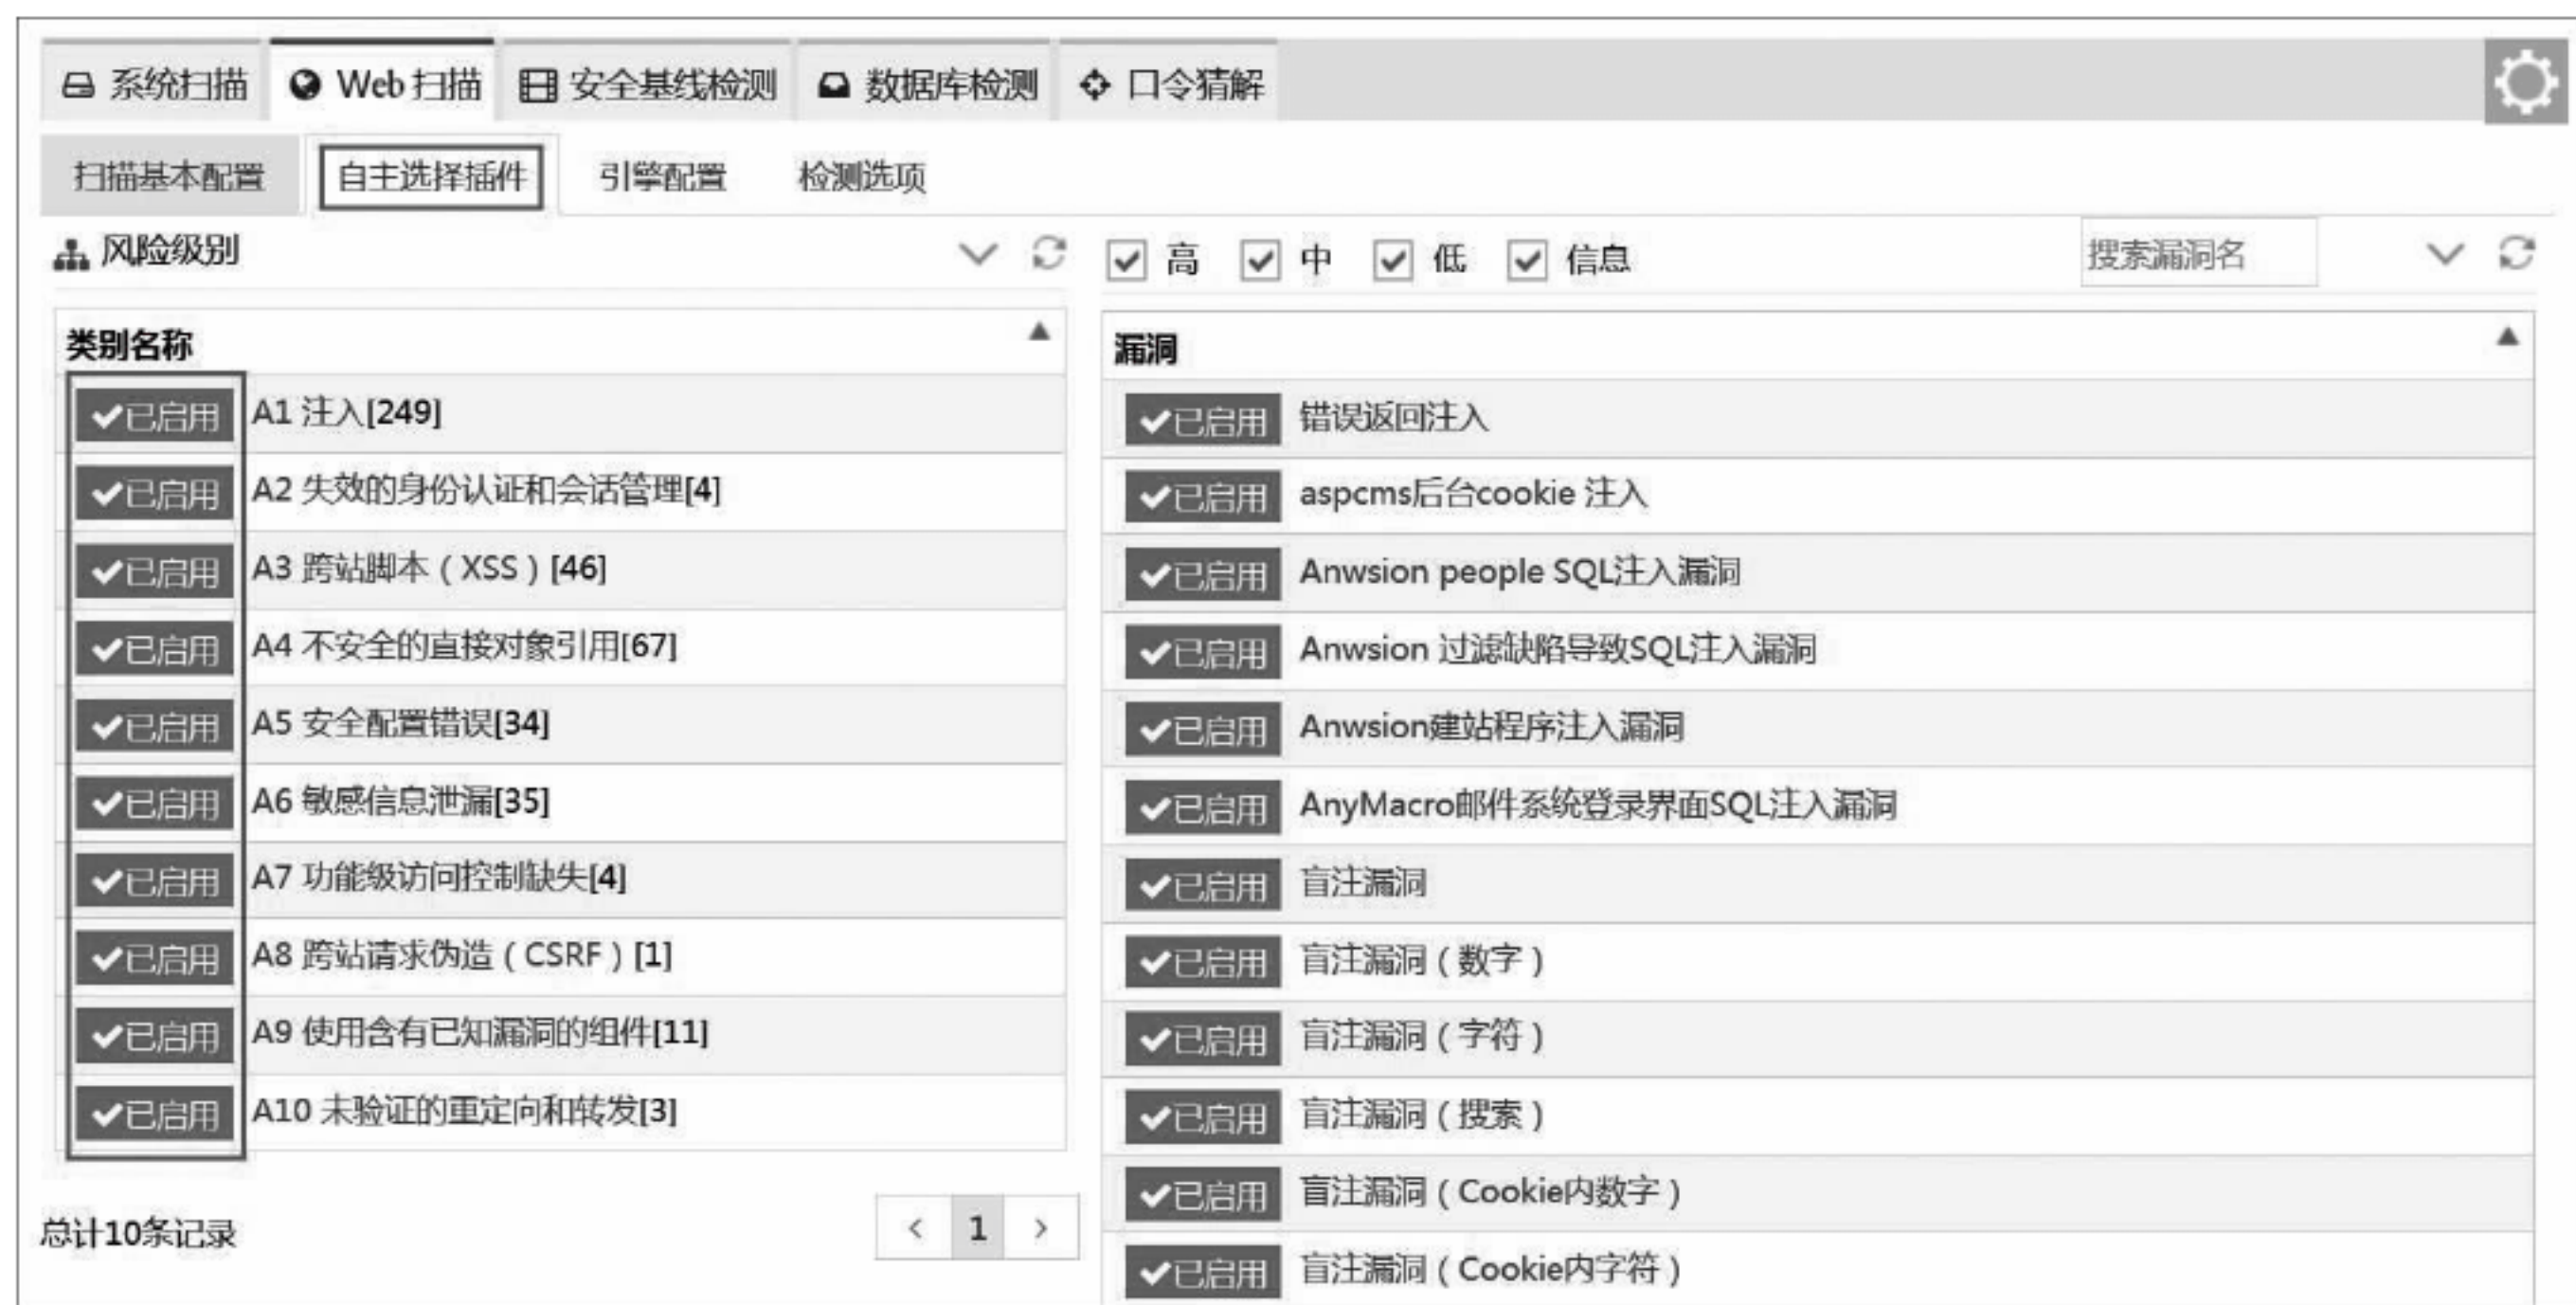 系统扫描 Web 扫描 安全基线检测 数据库检测 口令猜解
扫描基本配置 自主选择插件 引擎配置 检测选项
风险级别
高 中 低 信息 搜索漏洞名
类别名称
已启用 A1 注入[249]
已启用 A2 失效的身份认证和会话管理[4]
已启用 A3 跨站脚本（XSS）[46]
已启用 A4 不安全的直接对象引用[67]
已启用 A5 安全配置错误[34]
已启用 A6 敏感信息泄漏[35]
已启用 A7 功能级访问控制缺失[4]
已启用 A8 跨站请求伪造（CSRF）[1]
已启用 A9 使用含有已知漏洞的组件[11]
已启用 A10 未验证的重定向和转发[3]
总计10条记录 < 1 >
漏洞
已启用 错误返回注入
已启用 aspcms后台cookie 注入
已启用 Anwsion people SQL注入漏洞
已启用 Anwsion 过滤缺陷导致SQL注入漏洞
已启用 Anwsion建站程序注入漏洞
已启用 AnyMacro邮件系统登录界面SQL注入漏洞
已启用 盲注漏洞
已启用 盲注漏洞（数字）
已启用 盲注漏洞（字符）
已启用 盲注漏洞（搜索）
已启用 盲注漏洞（Cookie内数字）
已启用 盲注漏洞（Cookie内字符）